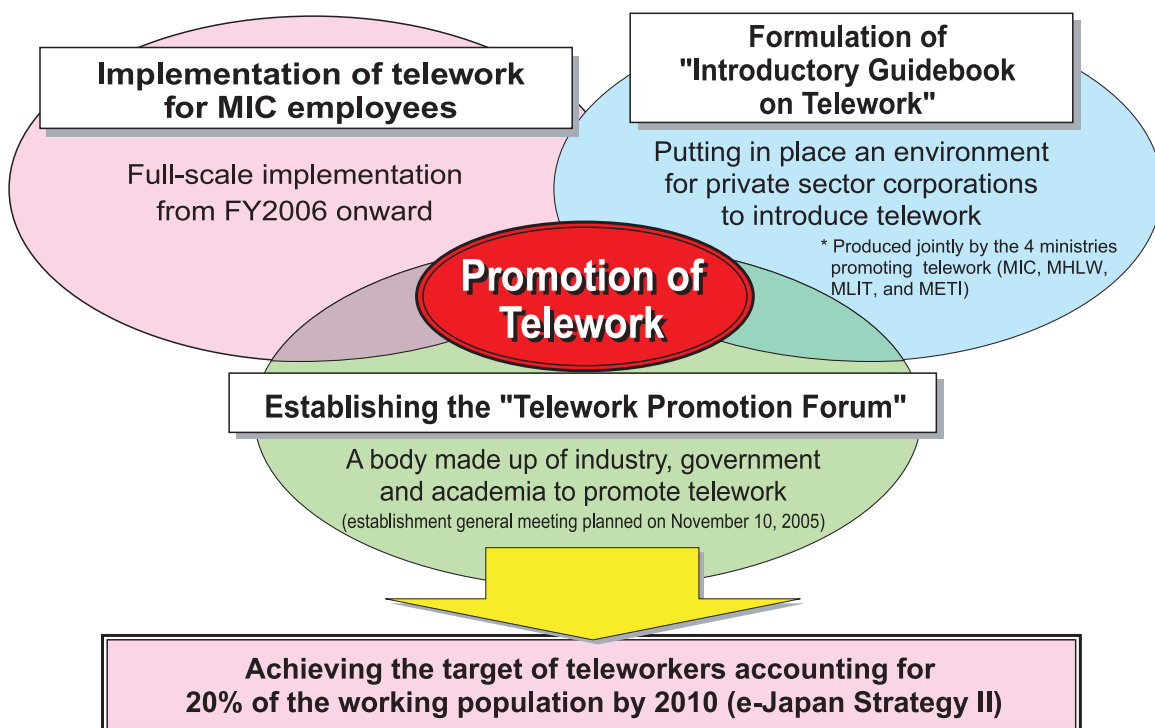 Implementation of telework
for MIC employees
Full-scale implementation
from FY2006 onward
Formulation of
"Introductory Guidebook
on Telework"
Putting in place an environment
for private sector corporations
to introduce telework
* Produced jointly by the 4 ministries
promoting telework (MIC, MHLW,
MLIT, and METI)
Promotion of
Telework
Establishing the "Telework Promotion Forum"
A body made up of industry, government
and academia to promote telework
(establishment general meeting planned on November 10, 2005)
Achieving the target of teleworkers accounting for
20% of the working population by 2010 (e-Japan Strategy II)